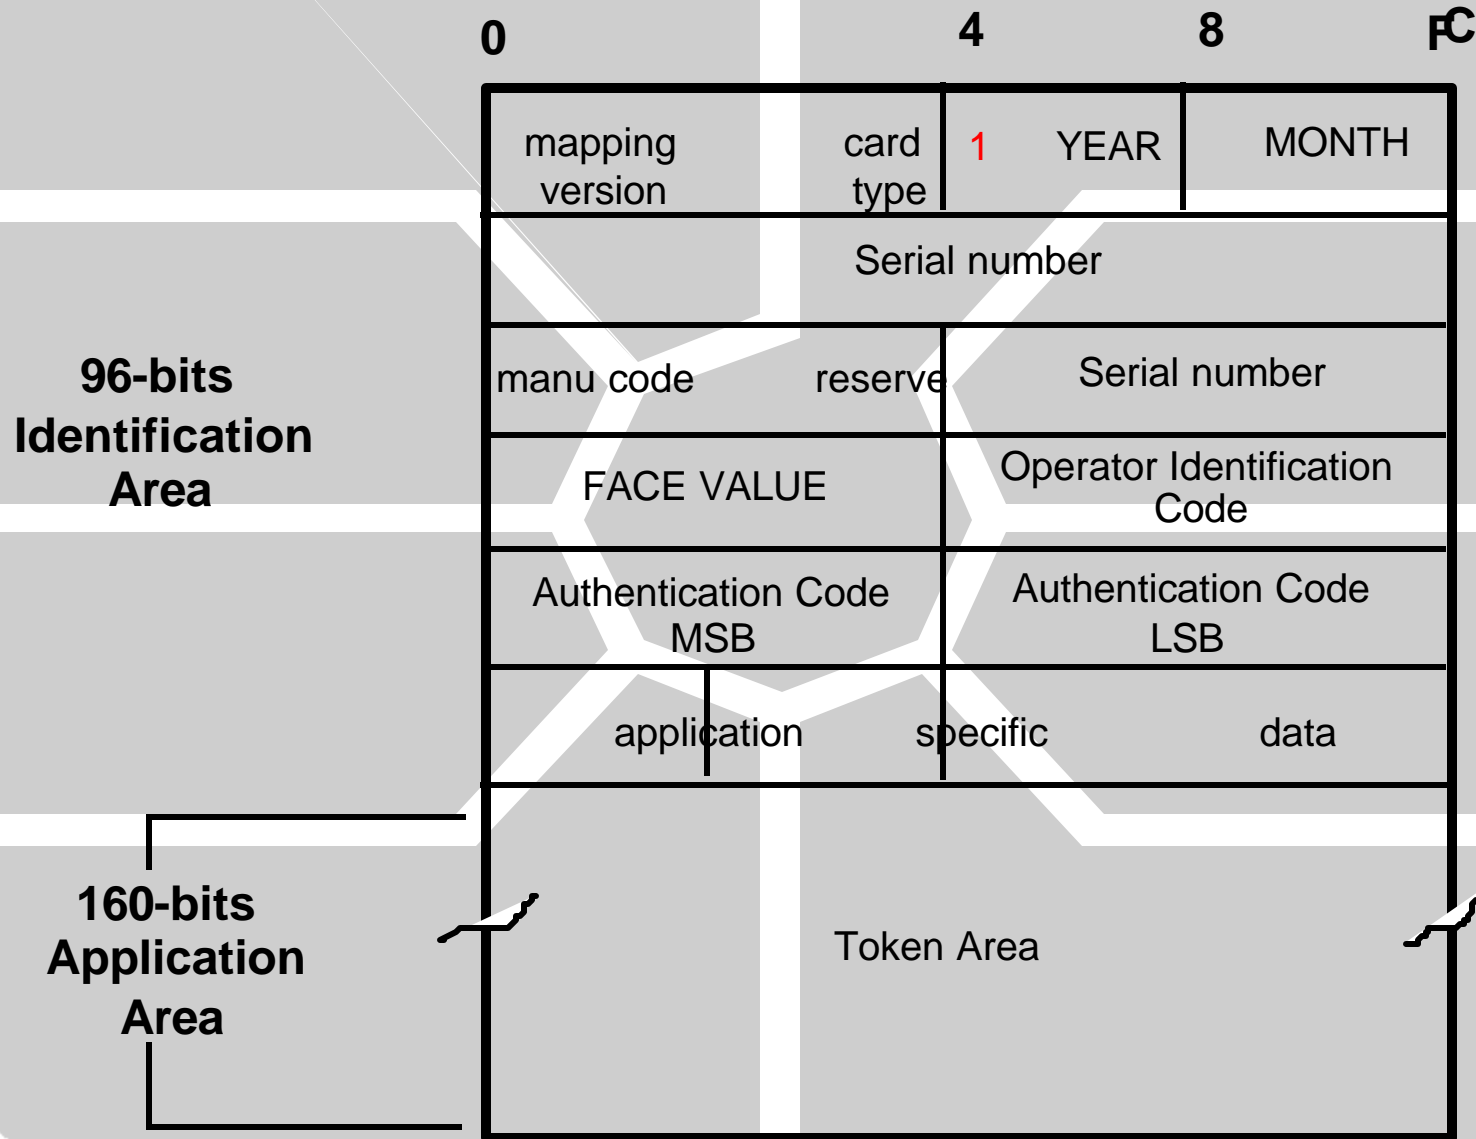 0 4 8 F C
mapping card 1 YEAR MONTH
version type
Serial number
manu code reserve Serial number
96-bits
Identification
Area
FACE VALUE Operator Identification
Code
Authentication Code Authentication Code
MSB LSB
application specific data
160-bits
Application
Area
Token Area